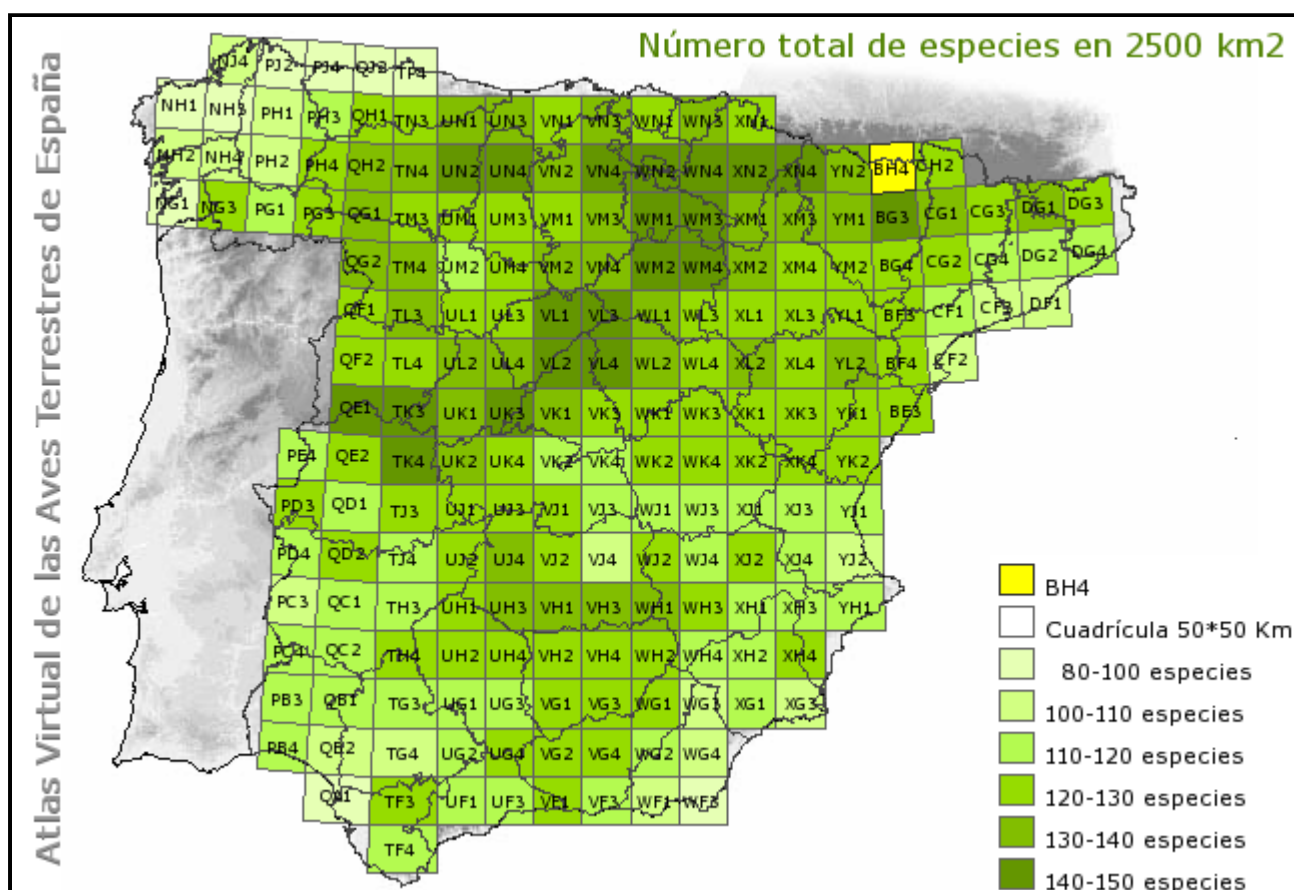 Número total de especies en 2500 km2
Atlas Virtual de las Aves Terrestres de España
NJ4 PJ2 PJ4 QJ2 TP4
NH1 NH3 PH1 PH3 QH1 TN3 UN1 UN3 VN1 VN3 WN1 WN3 XN1
NH2 NH4 PH2 PH4 QH2 TN4 UN2 UN4 VN2 VN4 WN2 WN4 XN2 XN4 YN2 BH4 CH2
NG1 NG3 PG1 PG3 QG1 TM3 UM1 UM3 VM1 VM3 WM1 WM3 XM1 XM3 YM1 BG3 CG1 CG3 DG1 DG3
QG2 TM4 UM2 UM4 VM2 VN4 WM2 WM4 XM2 XM4 YM2 BG4 CG2 CG4 DG2 DG4
QF1 TL3 UL1 UL3 VL1 VL3 WL1 WL3 XL1 XL3 YL1 BF3 CF1 CF3 DF1
QF2 TL4 UL2 UL4 VL2 VL4 WL2 WL4 XL2 XL4 YL2 BF4 CF2
QE1 TK3 UK1 UK3 VK1 VK3 WK1 WK3 XK1 XK3 YK1 BE3
PE4 QE2 TK4 UK2 UK4 VK2 VK4 WK2 WK4 XK2 XK4 YK2
PD3 QD1 TJ3 UJ1 UJ3 VJ1 VJ3 WJ1 WJ3 XJ1 XJ3 YJ1
PD4 QD2 TJ4 UJ2 UJ4 VJ2 VJ4 WJ2 WJ4 XJ2 XJ4 YJ2
PC3 QC1 TH3 UH1 UH3 VH1 VH3 WH1 WH3 XH1 XH3 YH1
PC4 QC2 TH4 UH2 UH4 VH2 VH4 WH2 WH4 XH2 XH4
PB3 QB1 TG3 UG1 UG3 VG1 VG3 WG1 WG3 XG1 XG3
PB4 QB2 TG4 UG2 UG4 VG2 VG4 WG2 WG4
QA1 TF3 UF1 UF3 VF1 VF3 WF1 WF3
TF4
BH4
Cuadrícula 50*50 Km
80-100 especies
100-110 especies
110-120 especies
120-130 especies
130-140 especies
140-150 especies